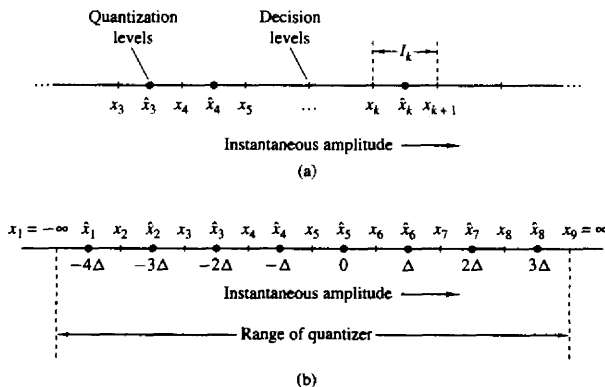 Quantization levels
Decision levels
I_k
... ... ...
x_3 x̂_3 x_4 x̂_4 x_5 ... x_k x̂_k x_{k+1}
Instantaneous amplitude
(a)
x_1 = −∞ x̂_1 x_2 x̂_2 x_3 x̂_3 x_4 x̂_4 x_5 x̂_5 x_6 x̂_6 x_7 x̂_7 x_8 x̂_8 x_9 = ∞
−4Δ −3Δ −2Δ −Δ 0 Δ 2Δ 3Δ
Instantaneous amplitude
Range of quantizer
(b)